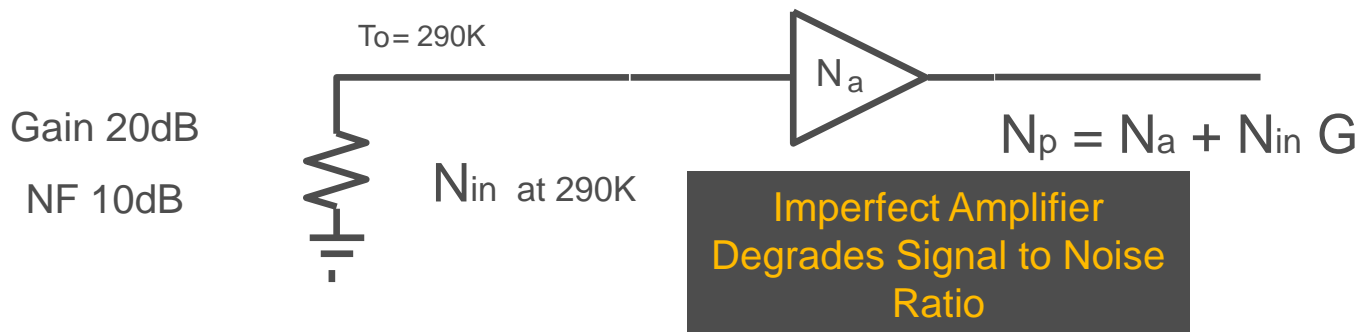 To= 290K
Na
Gain 20dB
NF 10dB
Nin at 290K
Np = Na + Nin G
Imperfect Amplifier
Degrades Signal to Noise
Ratio